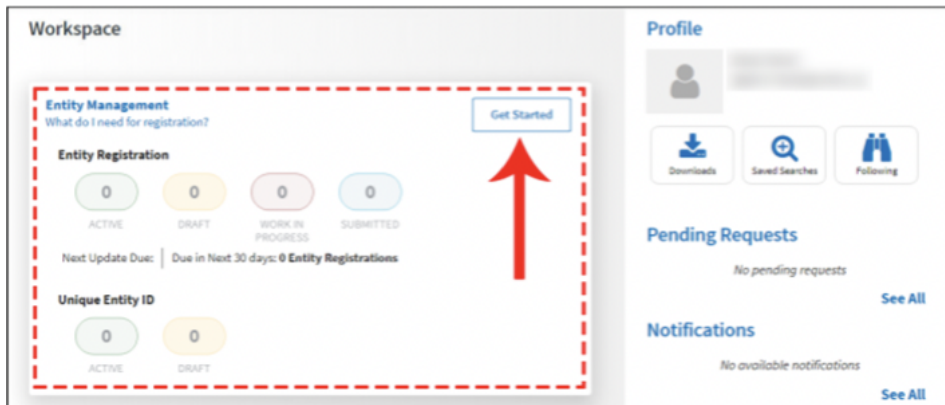 Workspace
Entity Management
What do I need for registration?
Get Started
Entity Registration
0 0 0 0
ACTIVE DRAFT WORK IN PROGRESS SUBMITTED
Next Update Due: Due in Next 30 days: 0 Entity Registrations
Unique Entity ID
0 0
ACTIVE DRAFT
Profile
Downloads Saved Searches Following
Pending Requests
No pending requests
See All
Notifications
No available notifications
See All